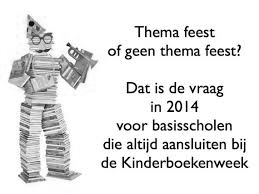 Thema feest
of geen thema feest?
Dat is de vraag
in 2014
voor basisscholen
die altijd aansluiten bij
de Kinderboekenweek